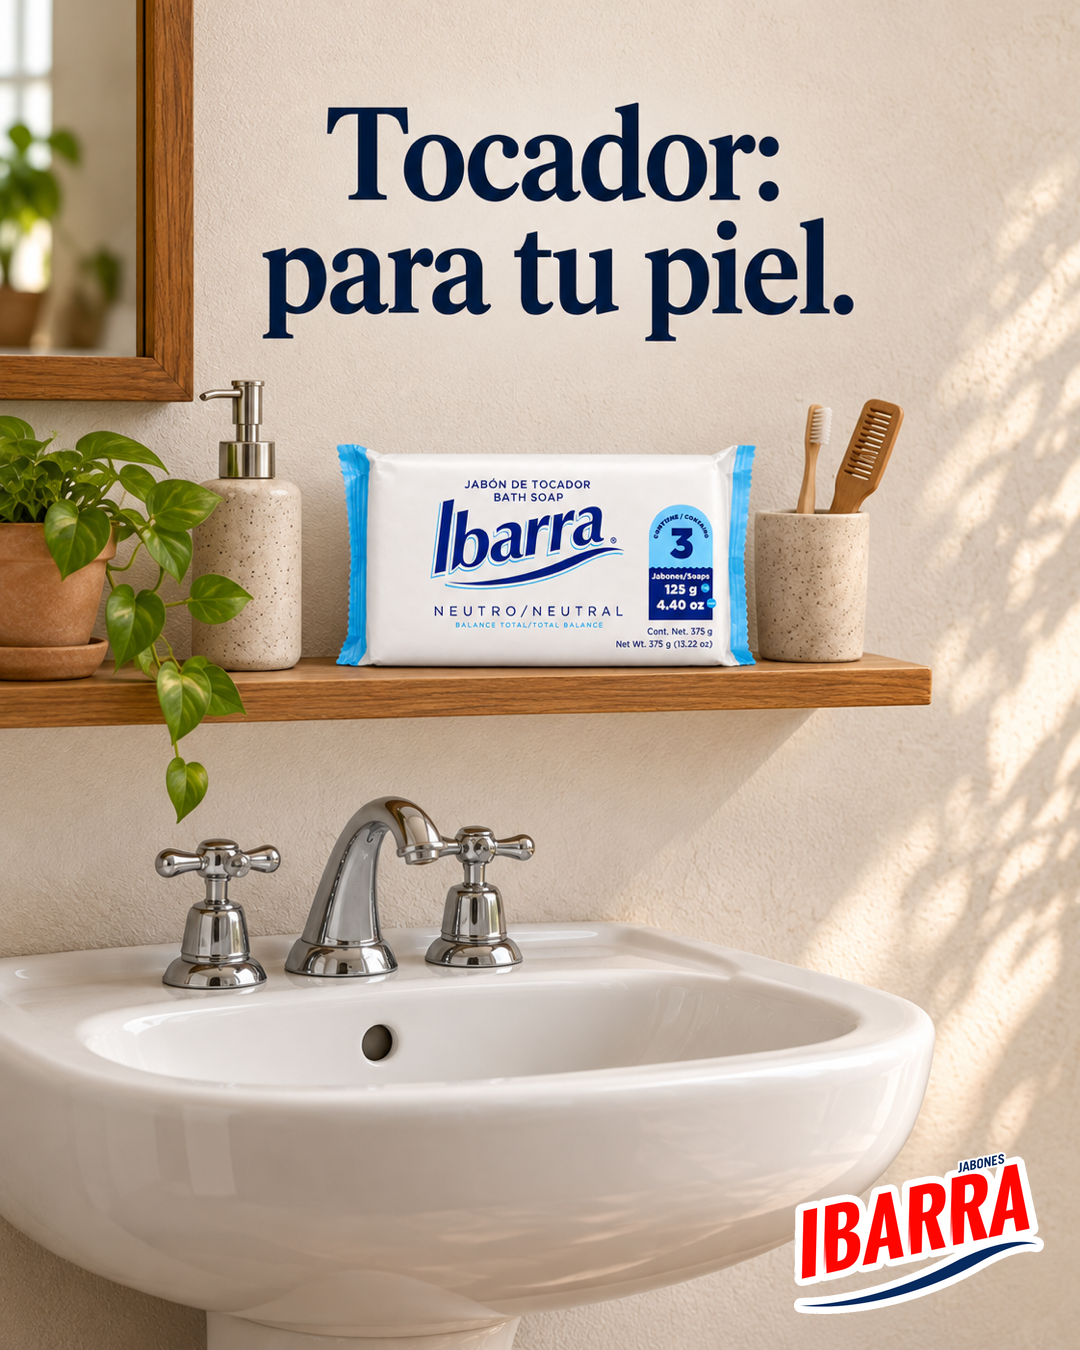 Tocador:
para tu piel.
JABÓN DE TOCADOR
BATH SOAP
Ibarra®
NEUTRO/NEUTRAL
BALANCE TOTAL/TOTAL BALANCE
CONTIENE / CONTAINS
3
Jabones/Soaps
125 g
4.40 oz
Cont. Net. 375 g
Net Wt. 375 g (13.22 oz)
JABONES
IBARRA